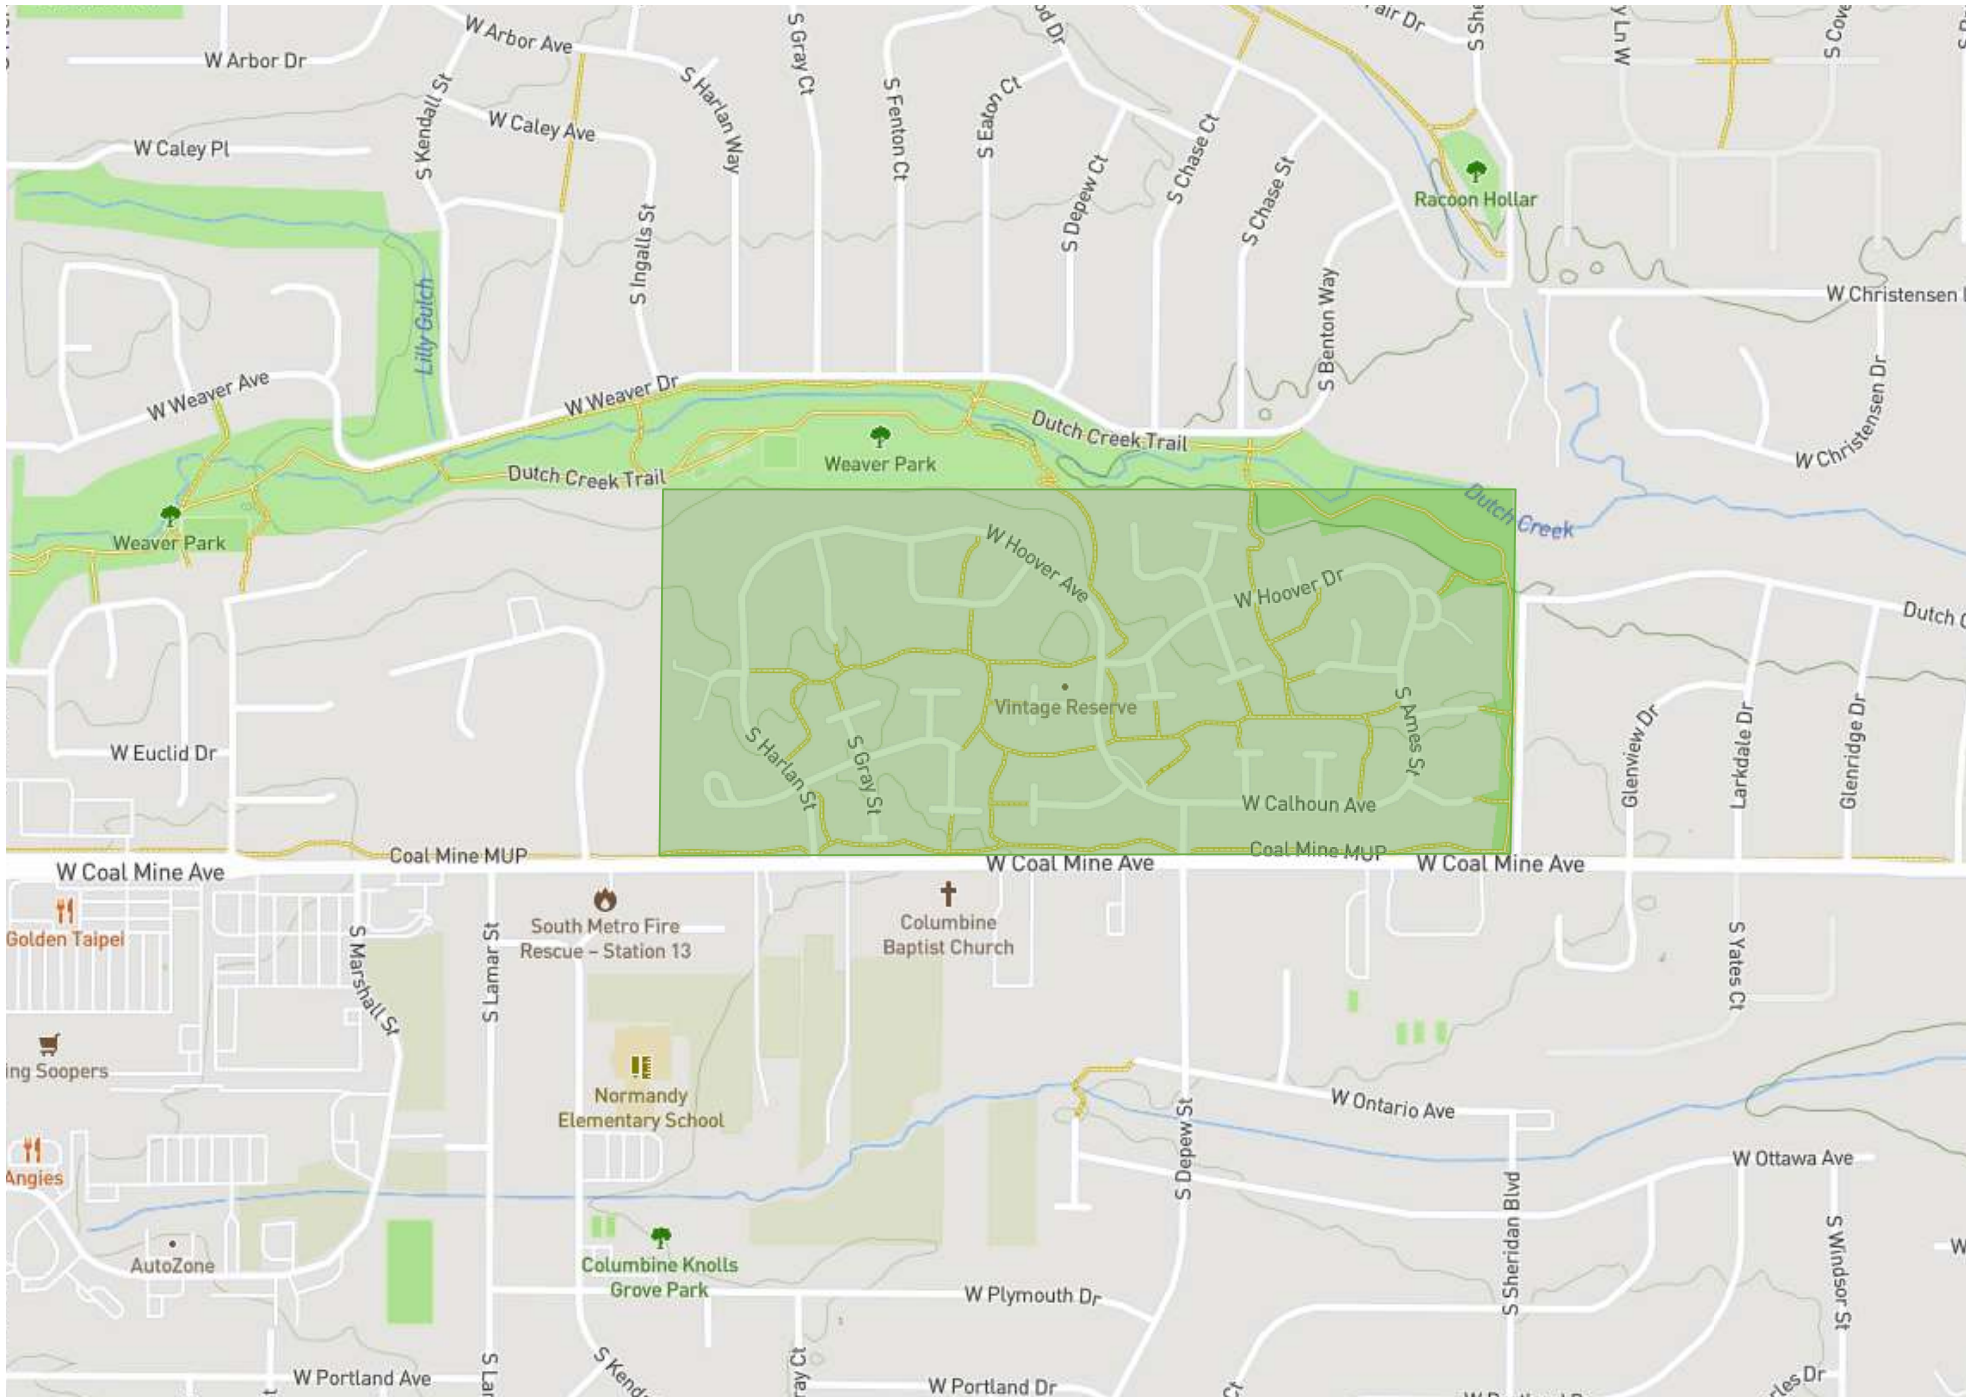 W Arbor Ave
S Gray Ct
W Arbor Dr
S Kendall St
S Harlan Way
S Fenton Ct
S Eaton Ct
W Caley Ave
W Caley Pl
S Depew Ct
S Chase Ct
S Chase St
Racoon Hollar
S Ingalls St
Lilly Gulch
S Benton Way
W Christensen
W Weaver Ave
W Weaver Dr
W Christensen Dr
Dutch Creek Trail
Weaver Park
Dutch Creek Trail
Dutch Creek
Weaver Park
W Hoover Ave
W Hoover Dr
Dutch
Vintage Reserve
S Ames St
Glenview Dr
Larkdale Dr
Glenridge Dr
W Euclid Dr
S Harlan St
S Gray St
W Calhoun Ave
Coal Mine MUP
Coal Mine MUP
W Coal Mine Ave
W Coal Mine Ave
W Coal Mine Ave
Golden Taipei
South Metro Fire
Rescue – Station 13
Columbine
Baptist Church
S Marshall St
S Lamar St
S Yates Ct
ing Soopers
Normandy
Elementary School
W Ontario Ave
S Depew St
Angies
W Ottawa Ave
S Sheridan Blvd
S Windsor St
AutoZone
Columbine Knolls
Grove Park
W Plymouth Dr
W Portland Ave
W Portland Dr